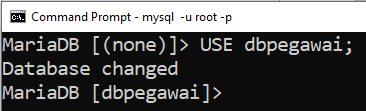 Command Prompt - mysql -u root -p
MariaDB [(none)]> USE dbpegawai;
Database changed
MariaDB [dbpegawai]>